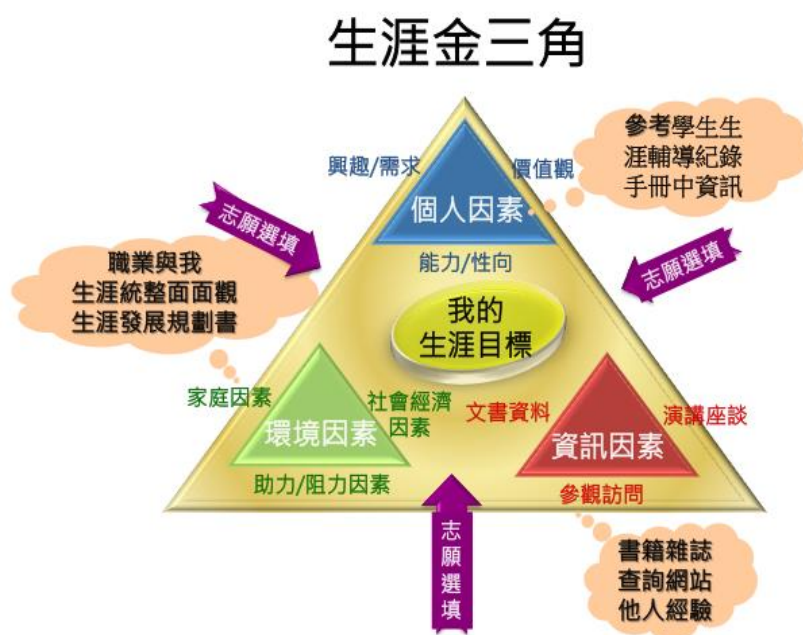 生涯金三角
參考學生生
涯輔導紀錄
手冊中資訊
興趣/需求
價值觀
個人因素
能力/性向
志願選填
志願選填
職業與我
生涯統整面面觀
生涯發展規劃書
我的
生涯目標
家庭因素
社會經濟
因素
環境因素
助力/阻力因素
文書資料
演講座談
資訊因素
參觀訪問
志願選填
書籍雜誌
查詢網站
他人經驗